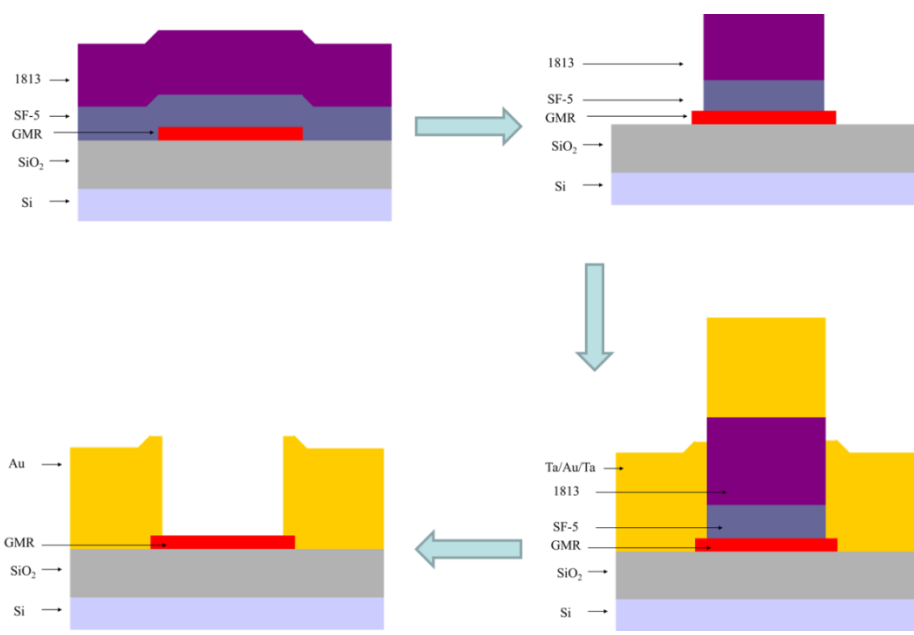 1813
SF-5
GMR
SiO₂
Si
1813
SF-5
GMR
SiO₂
Si
Au
GMR
SiO₂
Si
Ta/Au/Ta
1813
SF-5
GMR
SiO₂
Si